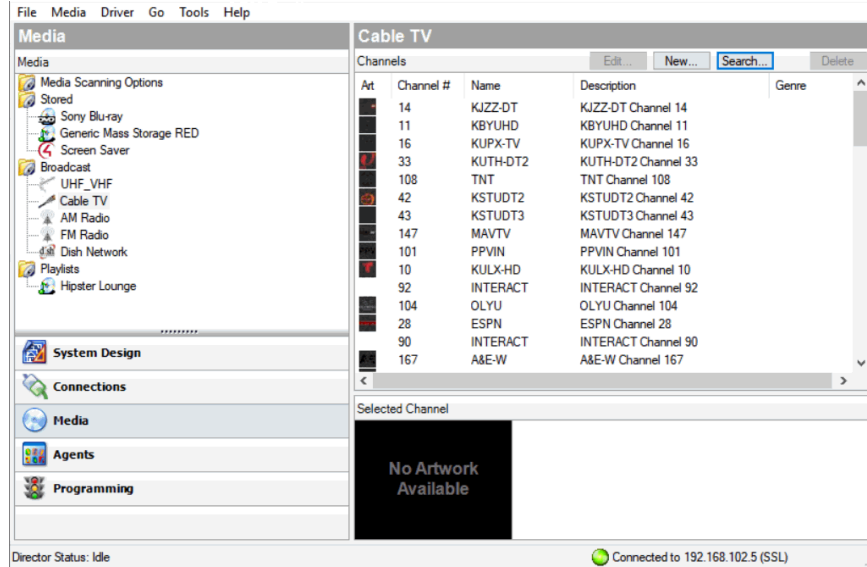 File Media Driver Go Tools Help
Media
Media
Media Scanning Options
Stored
Sony Blu-ray
Generic Mass Storage RED
Screen Saver
Broadcast
UHF_VHF
Cable TV
AM Radio
FM Radio
Dish Network
Playlists
Hipster Lounge
System Design
Connections
Media
Agents
Programming
Cable TV
Channels Edit... New... Search... Delete
Art Channel # Name Description Genre
14 KJZZ-DT KJZZ-DT Channel 14
11 KBYUHD KBYUHD Channel 11
16 KUPX-TV KUPX-TV Channel 16
33 KUTH-DT2 KUTH-DT2 Channel 33
108 TNT TNT Channel 108
42 KSTUDT2 KSTUDT2 Channel 42
43 KSTUDT3 KSTUDT3 Channel 43
147 MAVTV MAVTV Channel 147
101 PPVIN PPVIN Channel 101
10 KULX-HD KULX-HD Channel 10
92 INTERACT INTERACT Channel 92
104 OLYU OLYU Channel 104
28 ESPN ESPN Channel 28
90 INTERACT INTERACT Channel 90
167 A&E-W A&E-W Channel 167
Selected Channel
No Artwork
Available
Director Status: Idle
Connected to 192.168.102.5 (SSL)